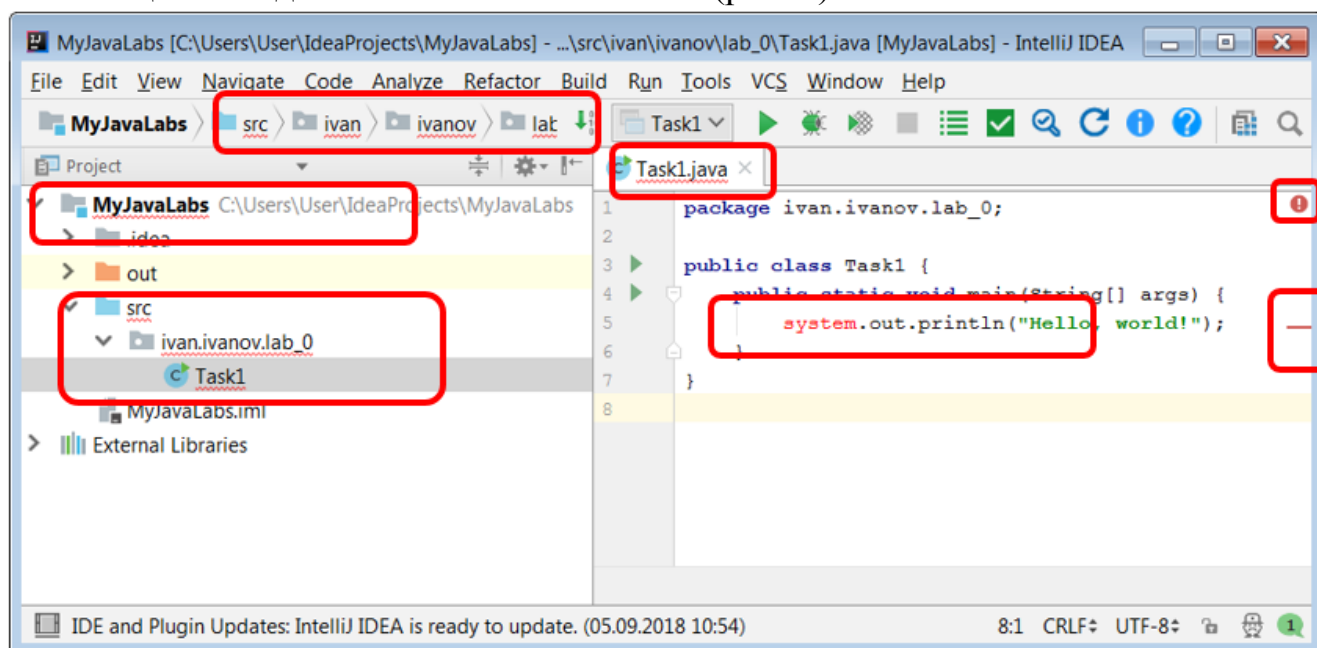 MyJavaLabs [C:\Users\User\IdeaProjects\MyJavaLabs] - ...\src\ivan\ivanov\lab_0\Task1.java [MyJavaLabs] - IntelliJ IDEA
File Edit View Navigate Code Analyze Refactor Build Run Tools VCS Window Help
MyJavaLabs src ivan ivanov lab Task1
Project
Task1.java
MyJavaLabs C:\Users\User\IdeaProjects\MyJavaLabs
.idea
out
src
ivan.ivanov.lab_0
Task1
MyJavaLabs.iml
External Libraries
1 package ivan.ivanov.lab_0;
2
3 public class Task1 {
4 public static void main(String[] args) {
5 system.out.println("Hello, world!");
6 }
7 }
8
IDE and Plugin Updates: IntelliJ IDEA is ready to update. (05.09.2018 10:54) 8:1 CRLF UTF-8 1